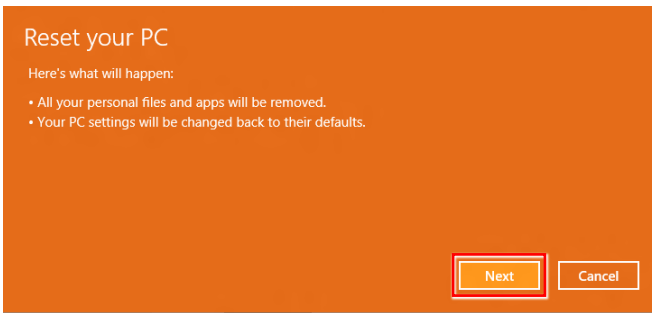 Reset your PC
Here's what will happen:
• All your personal files and apps will be removed.
• Your PC settings will be changed back to their defaults.
Next Cancel